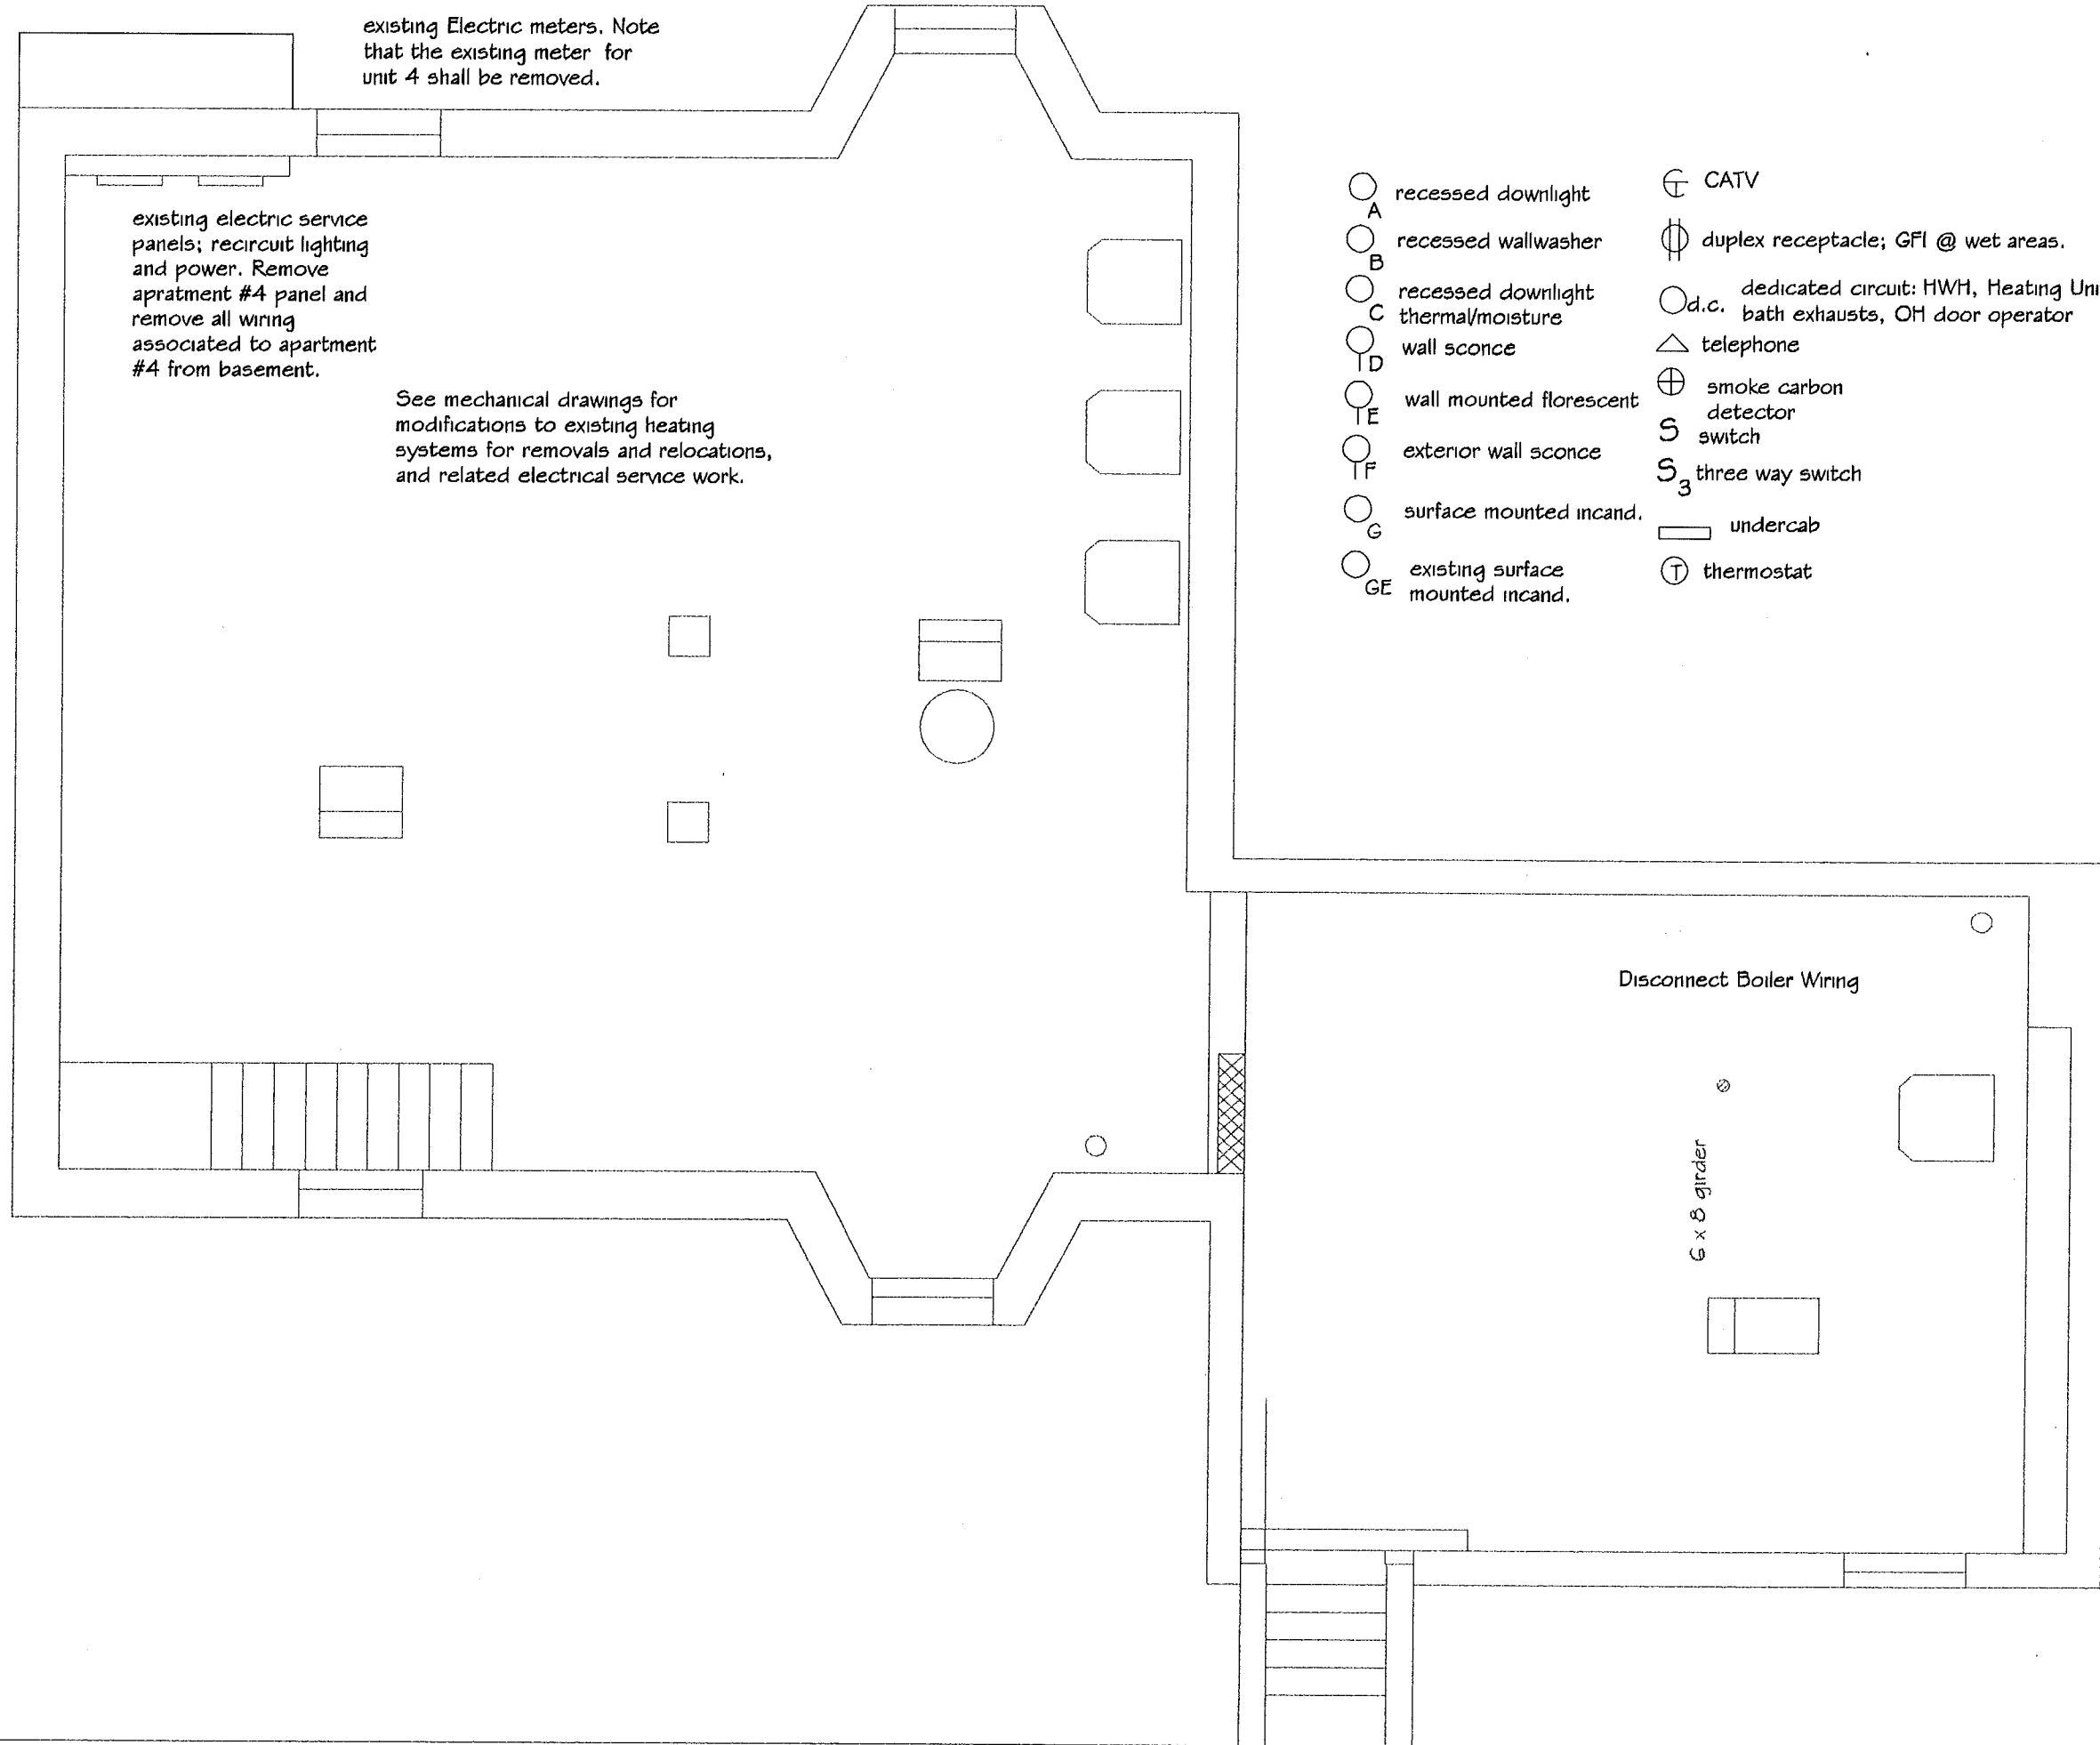 existing Electric meters. Note
that the existing meter for
unit 4 shall be removed.
existing electric service
panels; recircuit lighting
and power. Remove
apratment #4 panel and
remove all wiring
associated to apartment
#4 from basement.
See mechanical drawings for
modifications to existing heating
systems for removals and relocations,
and related electrical service work.
A recessed downlight
B recessed wallwasher
C recessed downlight
thermal/moisture
D wall sconce
E wall mounted florescent
F exterior wall sconce
G surface mounted incand.
GE existing surface
mounted incand.
CATV
duplex receptacle; GFI @ wet areas.
d.c. dedicated circuit: HWH, Heating Uni
bath exhausts, OH door operator
telephone
smoke carbon
detector
S switch
S3 three way switch
undercab
T thermostat
Disconnect Boiler Wiring
6 x 8 girder